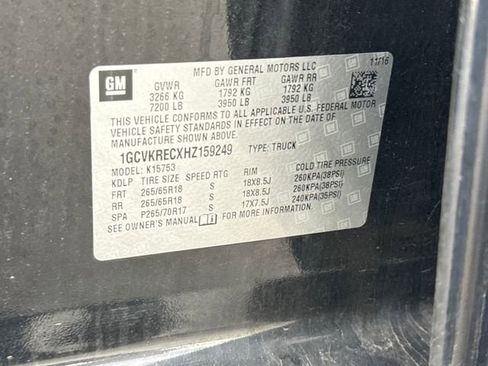 GM
MFD BY GENERAL MOTORS LLC 11/16
GVWR GAWR FRT GAWR RR
3266 KG 1792 KG 1792 KG
7200 LB 3950 LB 3950 LB
THIS VEHICLE CONFORMS TO ALL APPLICABLE U.S. FEDERAL MOTOR
VEHICLE SAFETY STANDARDS IN EFFECT ON THE DATE OF
MANUFACTURE SHOWN ABOVE.
1GCVKRECXHZ159249 TYPE: TRUCK
MODEL: K15753
KDLP TIRE SIZE SPEED RTG RIM COLD TIRE PRESSURE
FRT 265/65R18 S 18X8.5J 260KPA(38PSI)
RR 265/65R18 S 18X8.5J 260KPA(38PSI)
SPA P265/70R17 S 17X7.5J 240KPA(35PSI)
SEE OWNER'S MANUAL FOR MORE INFORMATION.